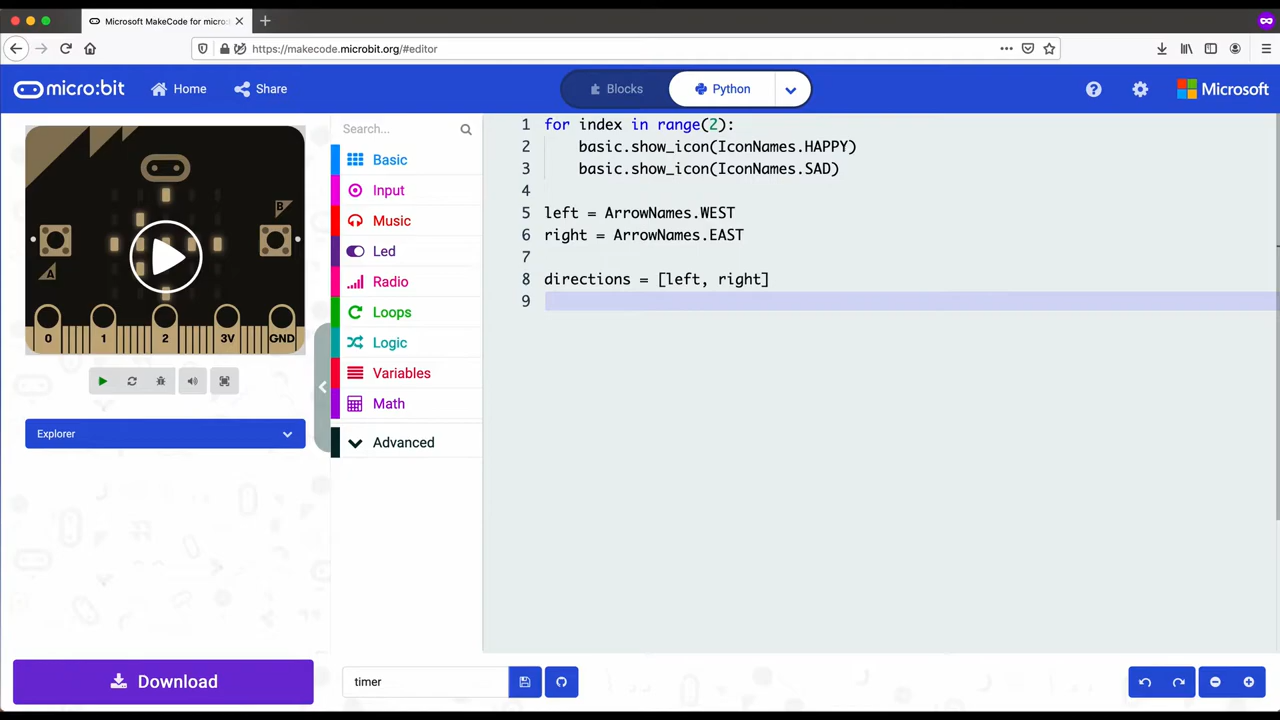 Microsoft MakeCode for micro:
https://makecode.microbit.org/#editor
micro:bit
Home
Share
Blocks
Python
Microsoft
B
A
0
1
2
3V
GND
Explorer
Download
Search...
Basic
Input
Music
Led
Radio
Loops
Logic
Variables
Math
Advanced
1 for index in range(2):
2 basic.show_icon(IconNames.HAPPY)
3 basic.show_icon(IconNames.SAD)
4
5 left = ArrowNames.WEST
6 right = ArrowNames.EAST
7
8 directions = [left, right]
9
timer